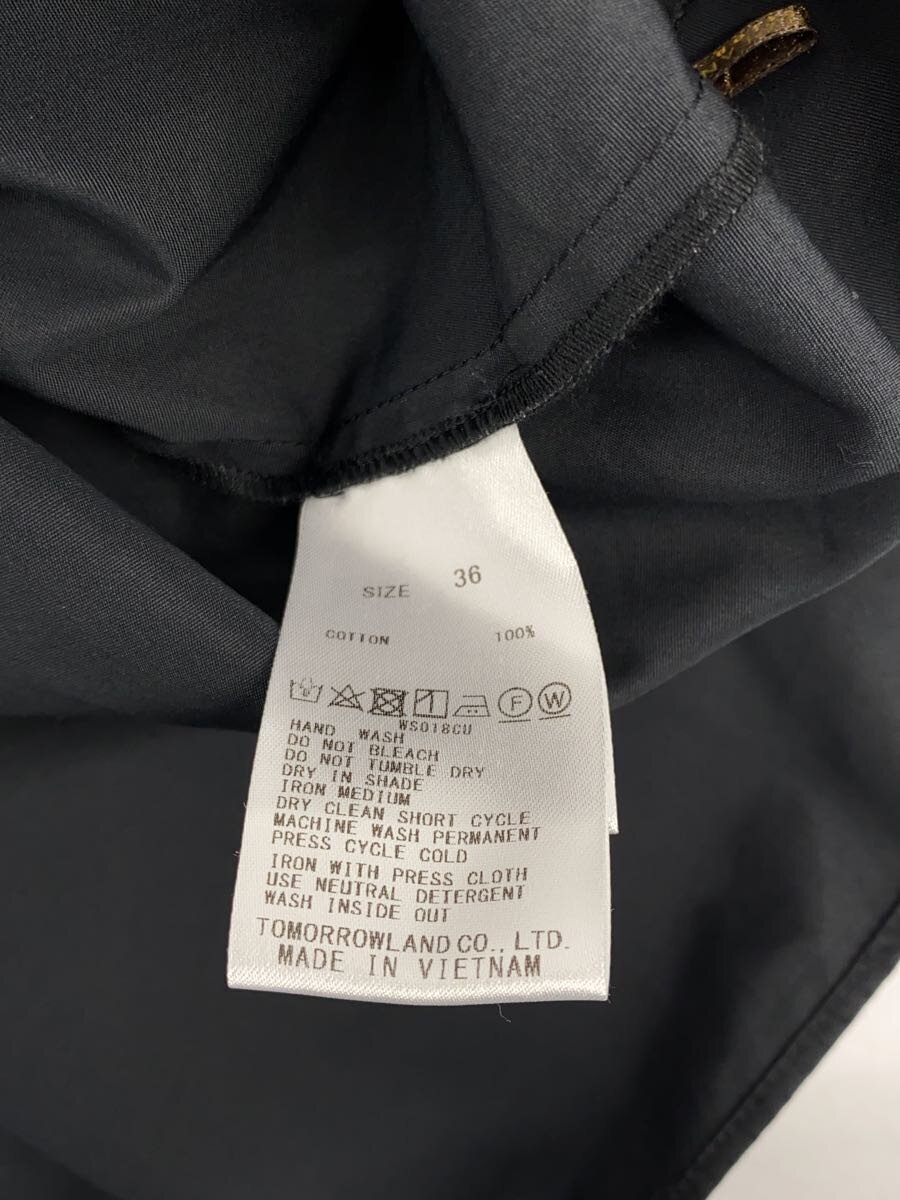 SIZE 36
COTTON 100%
1 F W
WS018CU
HAND WASH
DO NOT BLEACH
DO NOT TUMBLE DRY
DRY IN SHADE
IRON MEDIUM
DRY CLEAN SHORT CYCLE
MACHINE WASH PERMANENT
PRESS CYCLE COLD
IRON WITH PRESS CLOTH
USE NEUTRAL DETERGENT
WASH INSIDE OUT
TOMORROWLAND CO., LTD.
MADE IN VIETNAM